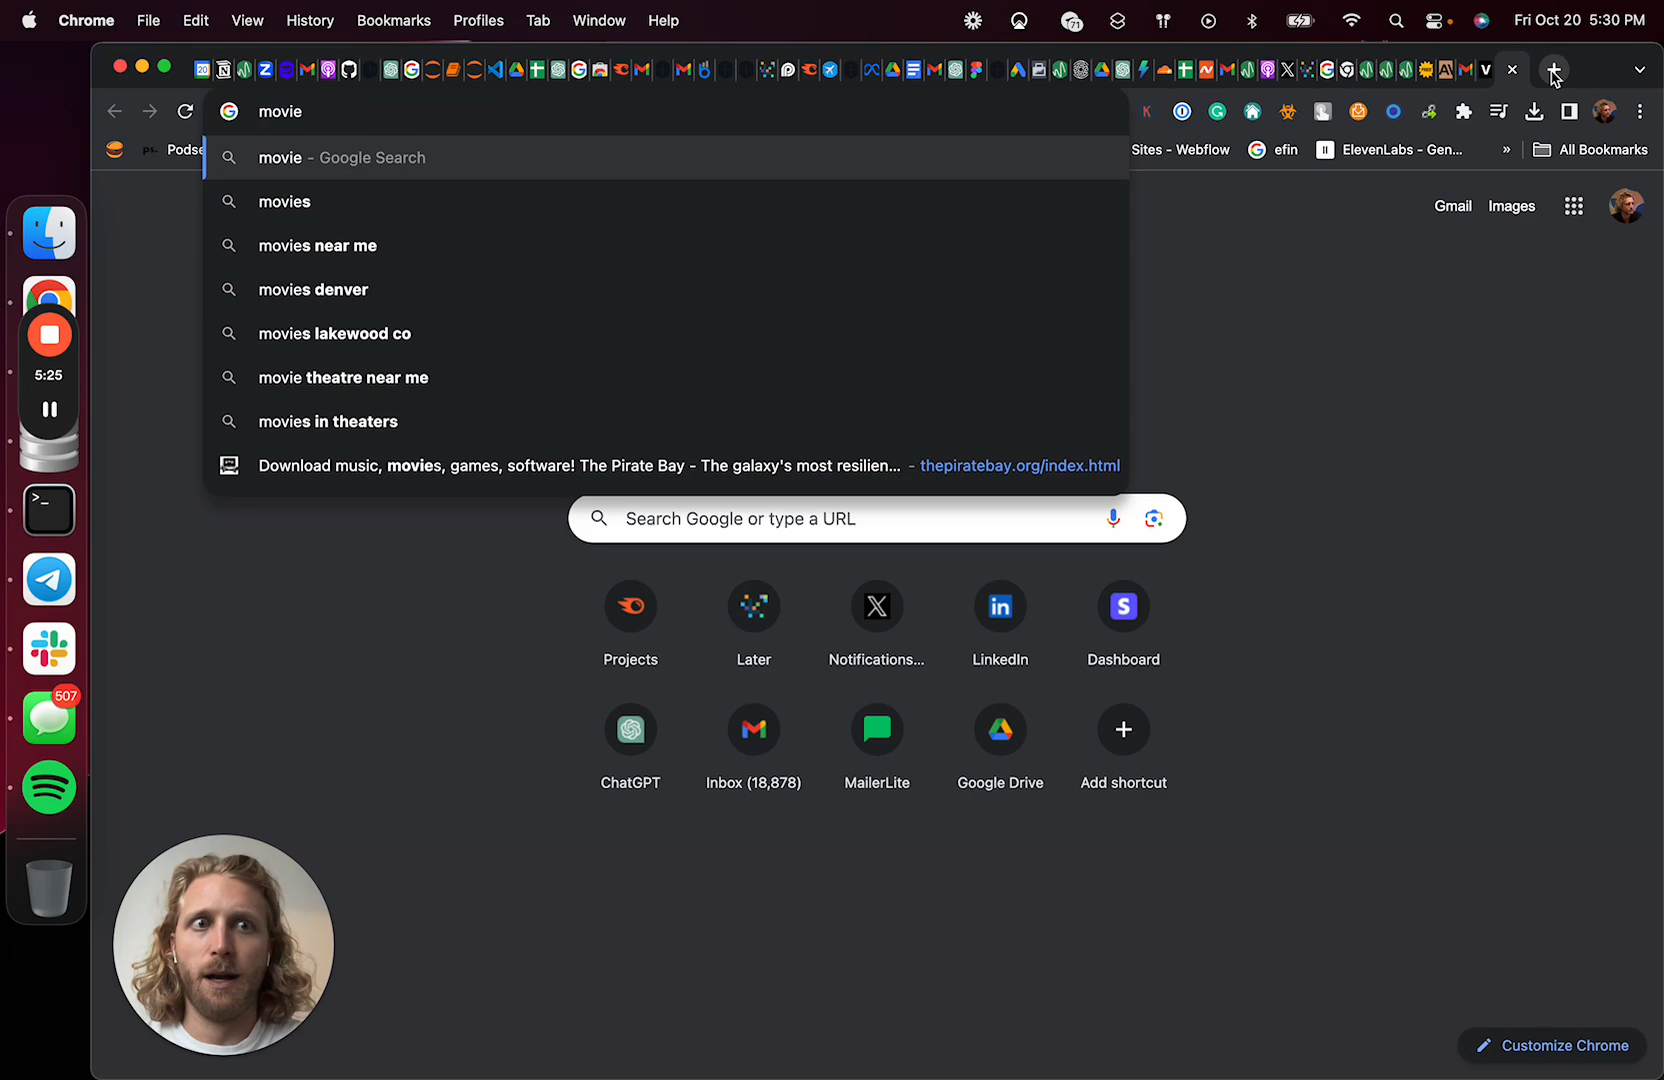 Chrome File Edit View History Bookmarks Profiles Tab Window Help
71
Fri Oct 20 5:30 PM
20
movie
K
Podse
Sites - Webflow
efin
ElevenLabs - Gen...
»
All Bookmarks
movie - Google Search
movies
movies near me
movies denver
movies lakewood co
movie theatre near me
movies in theaters
Download music, movies, games, software! The Pirate Bay - The galaxy's most resilien... - thepiratebay.org/index.html
Gmail Images
5:25
507
Search Google or type a URL
Projects
Later
Notifications...
LinkedIn
Dashboard
ChatGPT
Inbox (18,878)
MailerLite
Google Drive
Add shortcut
Customize Chrome